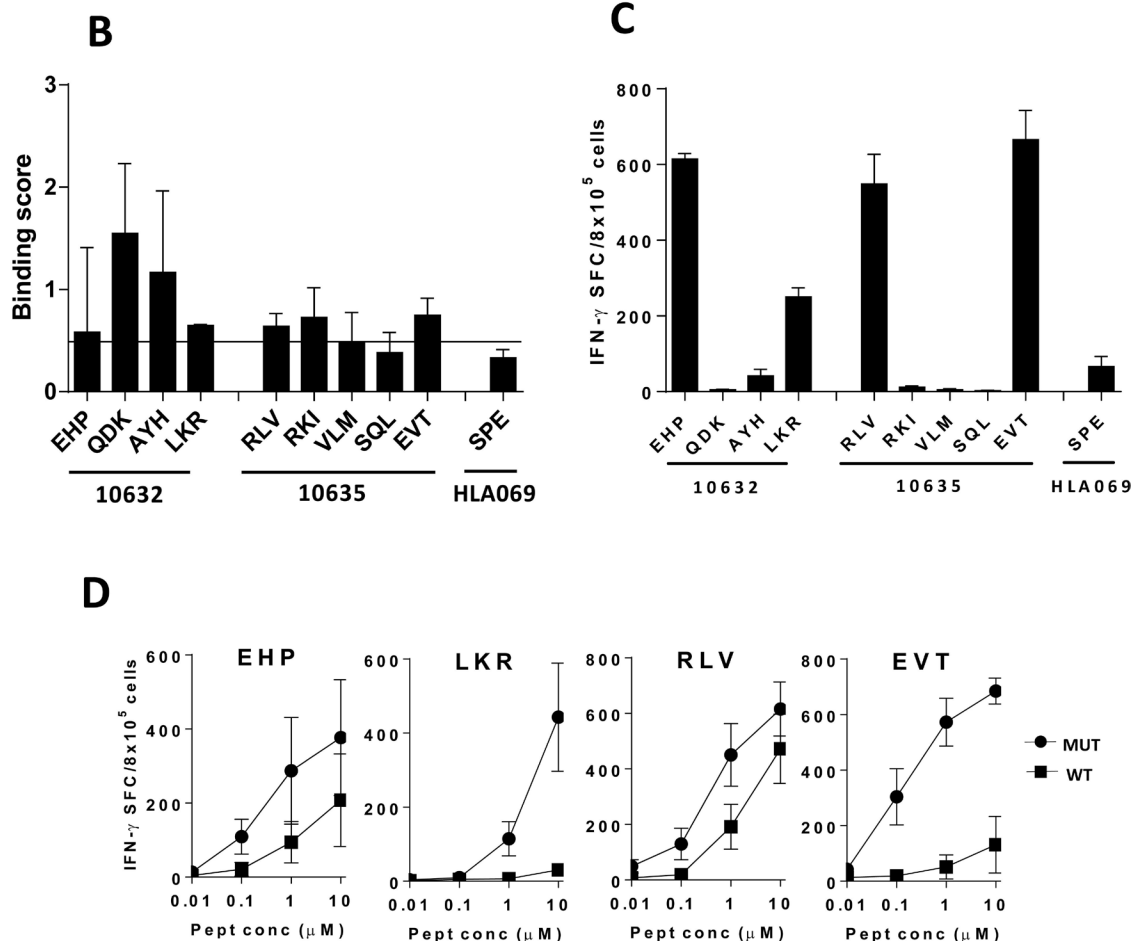 B
Binding score
3
2
1
0
EHP QDK AYH LKR RLV RKI VLM SQL EVT SPE
10632 10635 HLA069
C
IFN-γ SFC/8x10⁵ cells
800
600
400
200
0
EHP QDK AYH LKR RLV RKI VLM SQL EVT SPE
10632 10635 HLA069
D
IFN-γ SFC/8x10⁵ cells
EHP
600
400
200
0
0.01 0.1 1 10
Pept conc (μM)
LKR
600
400
200
0
0.01 0.1 1 10
Pept conc (μM)
RLV
800
600
400
200
0
0.01 0.1 1 10
Pept conc (μM)
EVT
800
600
400
200
0
0.01 0.1 1 10
Pept conc (μM)
MUT
WT